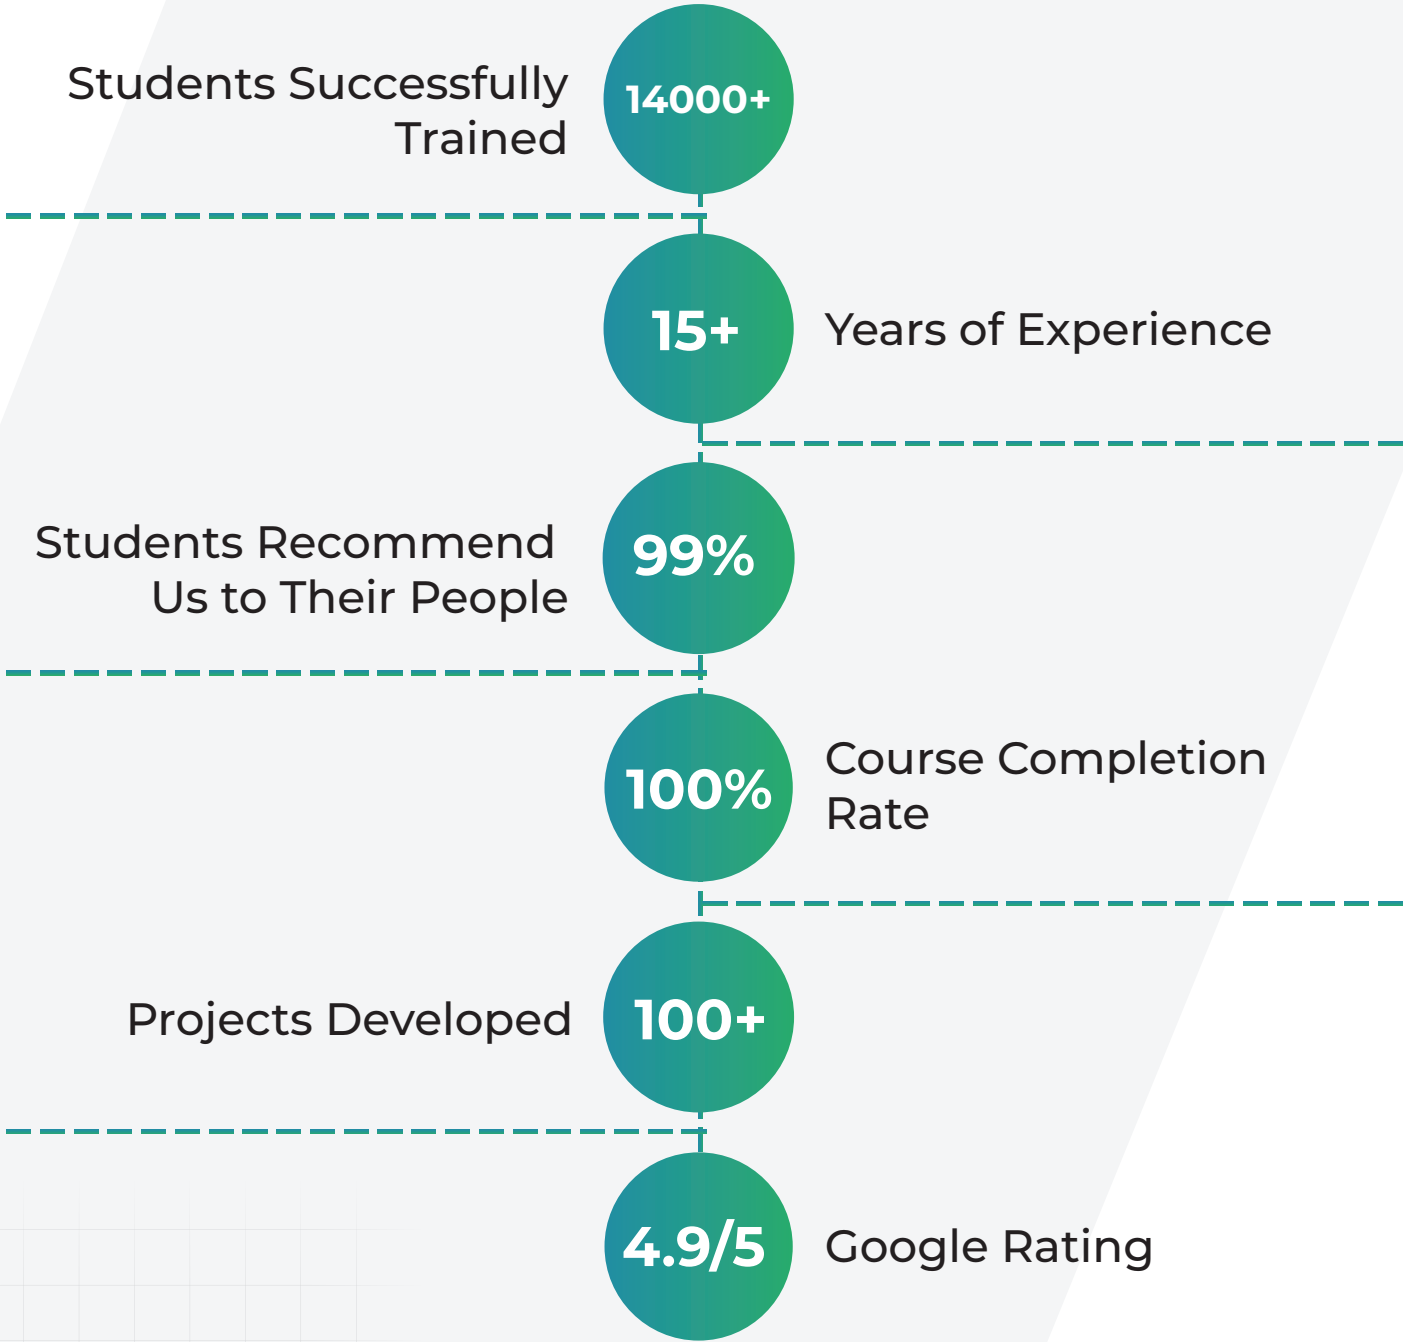 Students Successfully
Trained
14000+
15+
Years of Experience
Students Recommend
Us to Their People
99%
100%
Course Completion
Rate
Projects Developed
100+
4.9/5
Google Rating